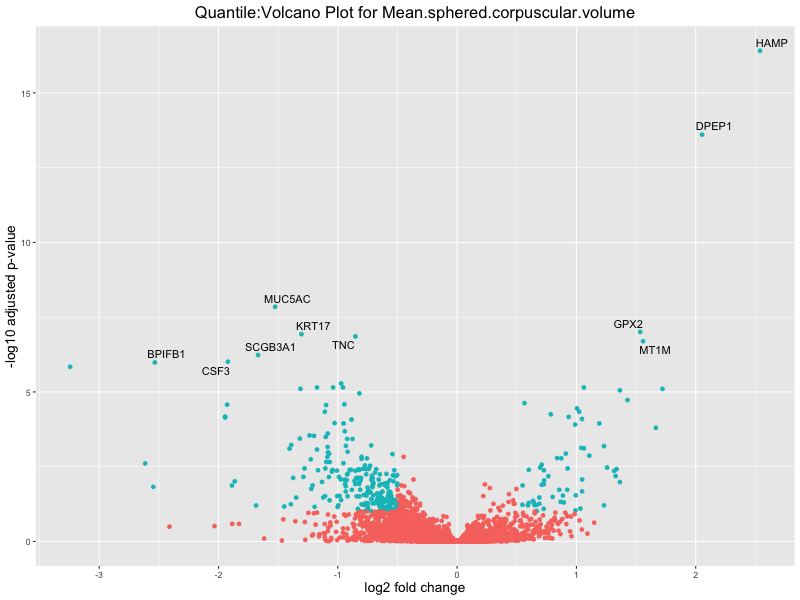 Quantile:Volcano Plot for Mean.sphered.corpuscular.volume
HAMP
15
DPEP1
-log10 adjusted p-value
10
MUC5AC
KRT17
GPX2
TNC
SCGB3A1
MT1M
BPIFB1
CSF3
5
0
-3 -2 -1 0 1 2
log2 fold change